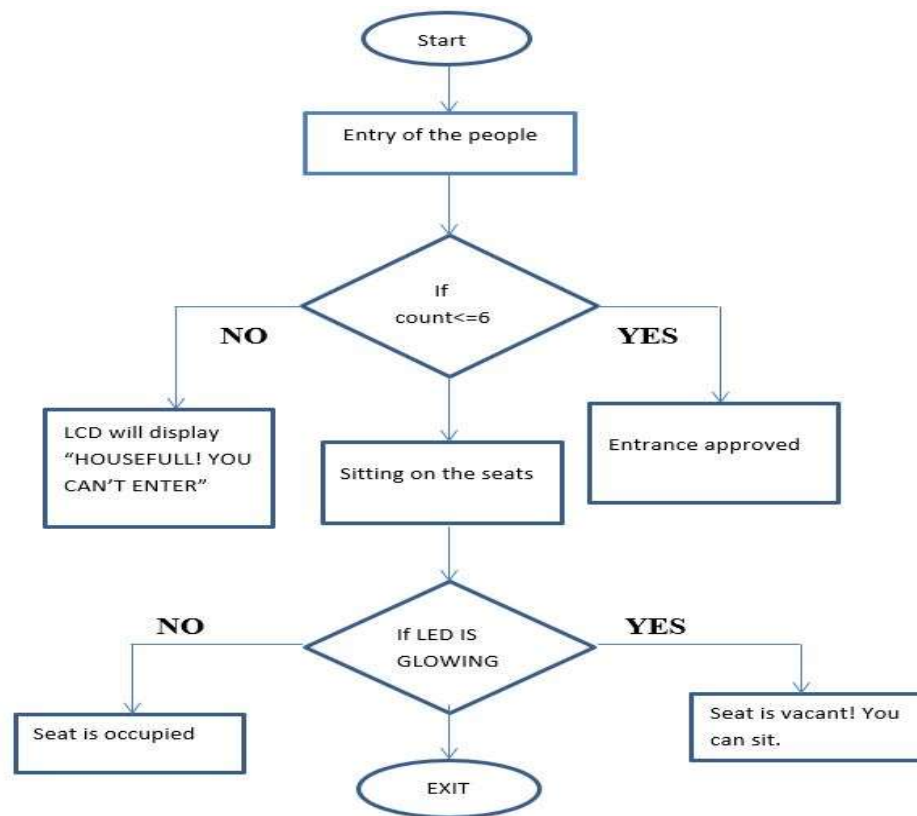 Start
Entry of the people
If
count<=6
NO
YES
LCD will display
“HOUSEFULL! YOU
CAN’T ENTER”
Sitting on the seats
Entrance approved
NO
YES
If LED IS
GLOWING
Seat is occupied
Seat is vacant! You
can sit.
EXIT